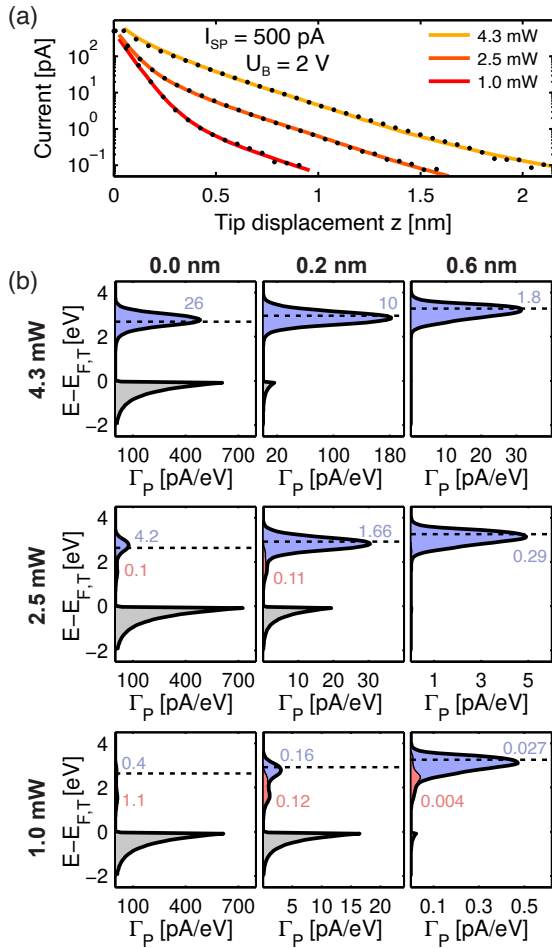 (a)
I_SP = 500 pA
U_B = 2 V
4.3 mW
2.5 mW
1.0 mW
Current [pA]
10^2
10^1
10^0
10^-1
0 0.5 1 1.5 2
Tip displacement z [nm]
(b)
0.0 nm 0.2 nm 0.6 nm
4.3 mW
E−E_F,T [eV]
4
2
0
−2
26
10
1.8
100 400 700
20 100 180
10 20 30
Γ_P [pA/eV] Γ_P [pA/eV] Γ_P [pA/eV]
2.5 mW
E−E_F,T [eV]
4
2
0
−2
4.2
0.1
1.66
0.11
0.29
100 400 700
10 20 30
1 3 5
Γ_P [pA/eV] Γ_P [pA/eV] Γ_P [pA/eV]
1.0 mW
E−E_F,T [eV]
4
2
0
−2
0.4
1.1
0.16
0.12
0.027
0.004
100 400 700
5 10 15 20
0.1 0.3 0.5
Γ_P [pA/eV] Γ_P [pA/eV] Γ_P [pA/eV]